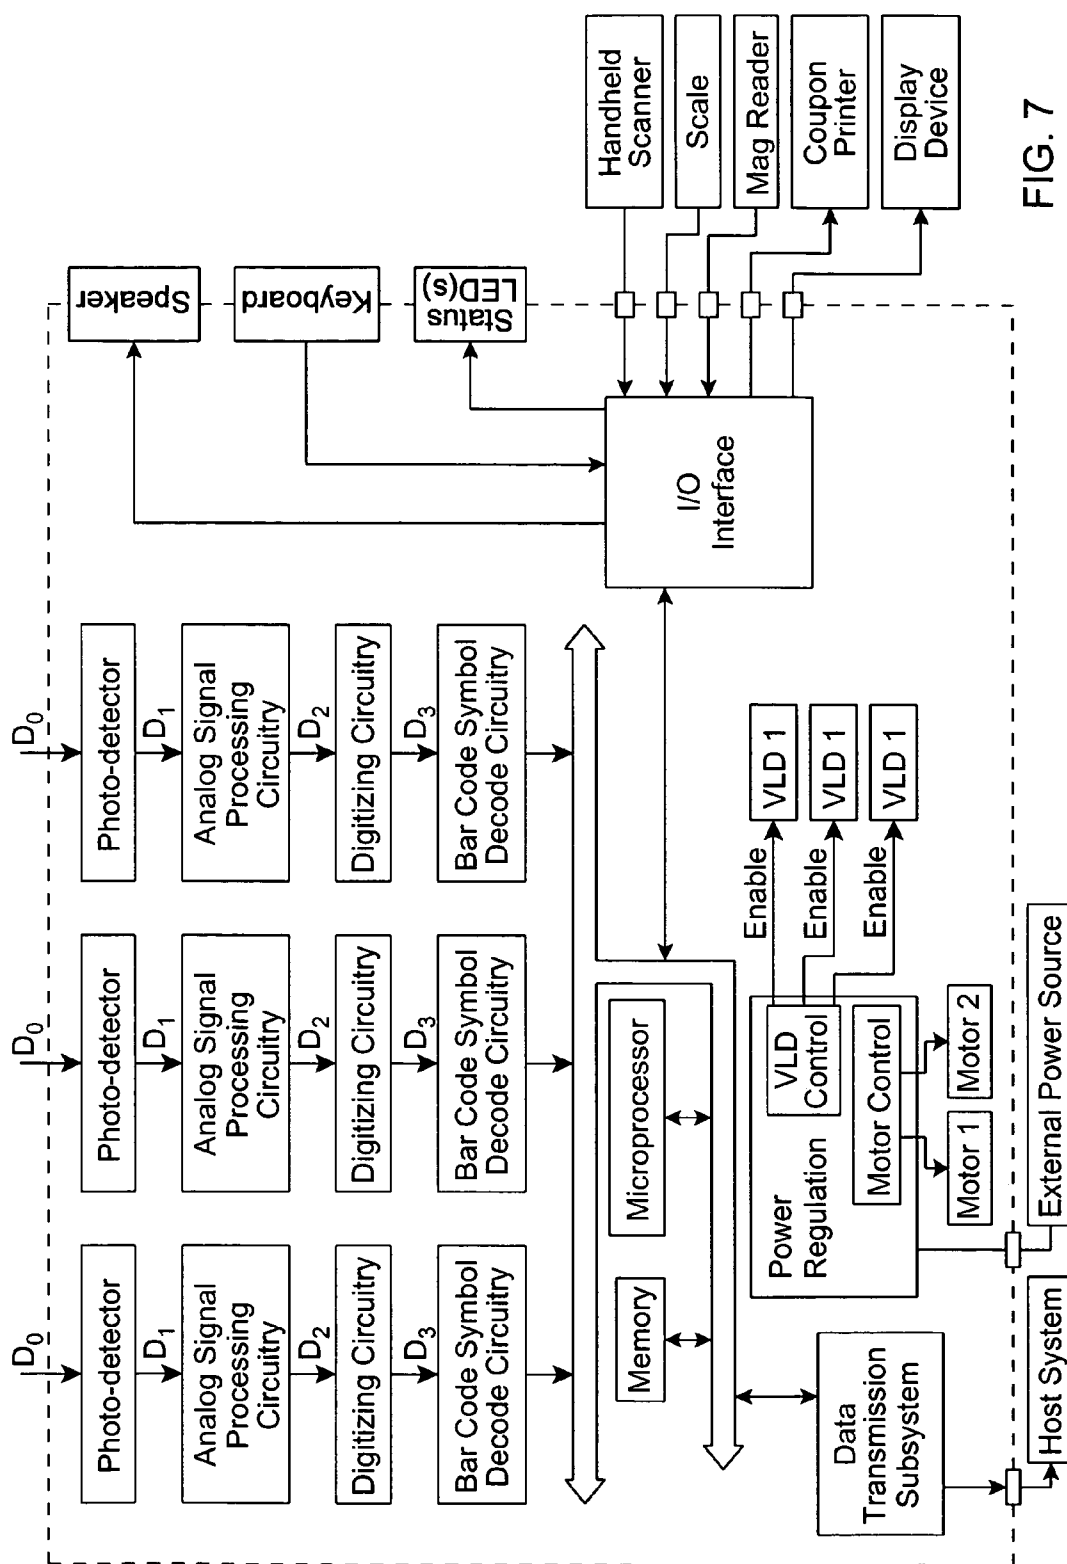 D0
D0
D0
Photo-detector
Photo-detector
Photo-detector
D1
D1
D1
Analog Signal
Processing
Circuitry
Analog Signal
Processing
Circuitry
Analog Signal
Processing
Circuitry
D2
D2
D2
Digitizing Circuitry
Digitizing Circuitry
Digitizing Circuitry
D3
D3
D3
Bar Code Symbol
Decode Circuitry
Bar Code Symbol
Decode Circuitry
Bar Code Symbol
Decode Circuitry
Speaker
Keyboard
Status
LED(s)
Memory
Microprocessor
I/O
Interface
Handheld
Scanner
Scale
Mag Reader
Coupon
Printer
Display
Device
Data
Transmission
Subsystem
Power
Regulation
VLD
Control
Motor Control
Enable
VLD 1
Enable
VLD 1
Enable
VLD 1
Motor 1
Motor 2
Host System
External Power Source
FIG. 7